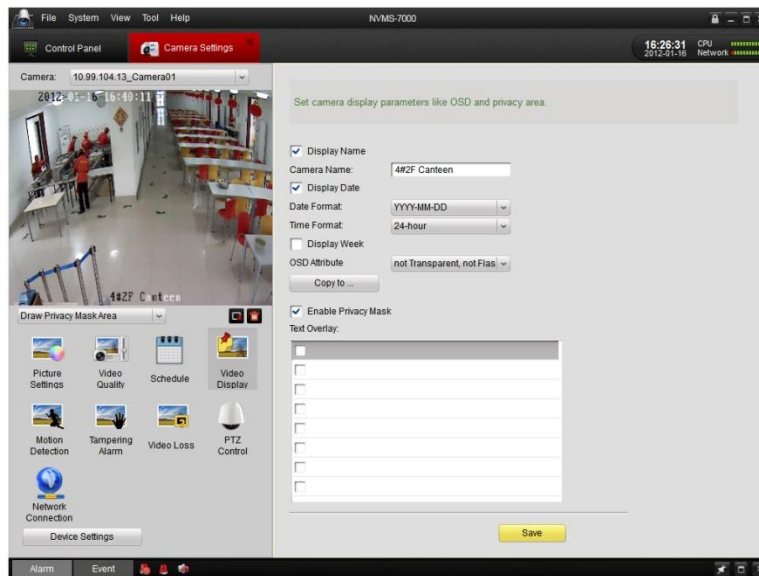 File System View Tool Help
NVMS-7000
Control Panel
Camera Settings
16:26:31
2012-01-16
CPU
Network
Camera: 10.99.104.13_Camera01
2012-01-16 16:40:11
4#2F Canteen
Draw Privacy Mask Area
Picture Settings
Video Quality
Schedule
Video Display
Motion Detection
Tampering Alarm
Video Loss
PTZ Control
Network Connection
Device Settings
Set camera display parameters like OSD and privacy area.
Display Name
Camera Name: 4#2F Canteen
Display Date
Date Format: YYYY-MM-DD
Time Format: 24-hour
Display Week
OSD Attribute not Transparent, not Flas
Copy to ...
Enable Privacy Mask
Text Overlay:
Save
Alarm Event